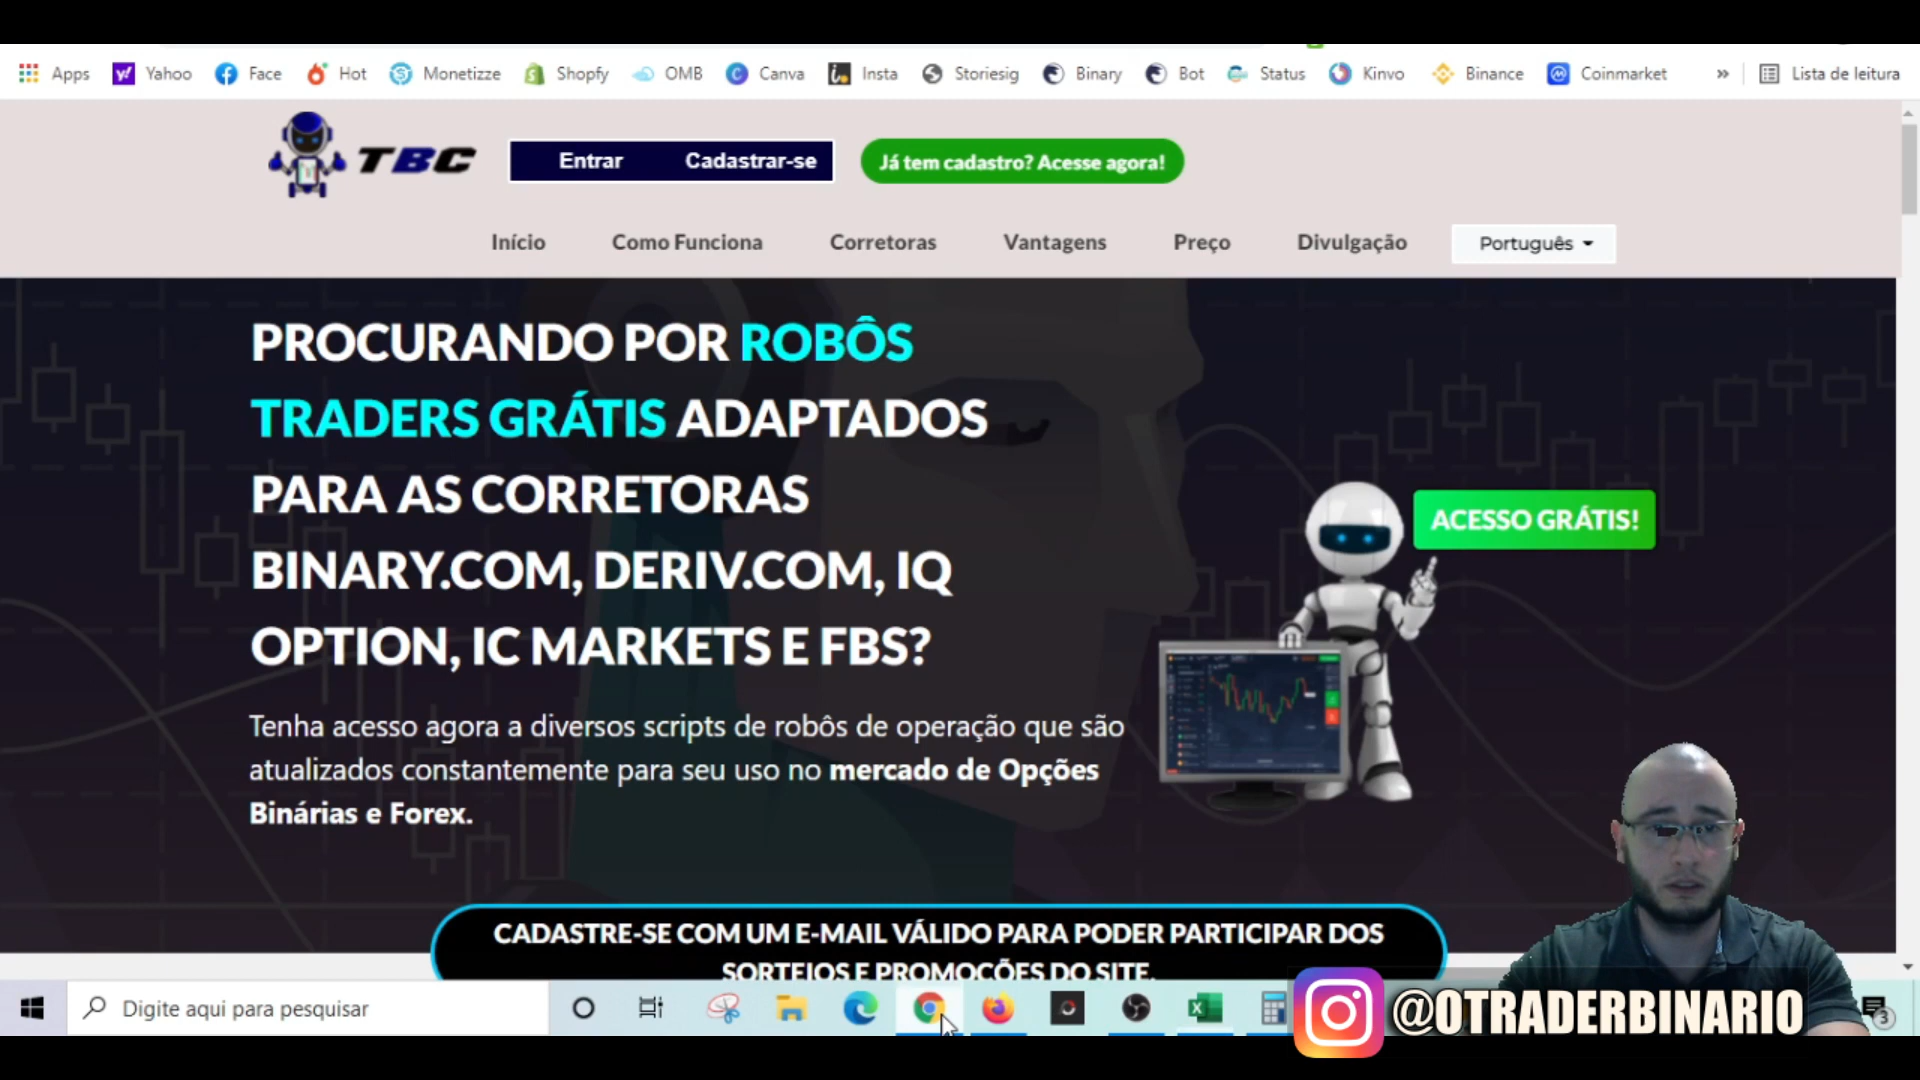 Apps Yahoo Face Hot Monetizze Shopfy OMB Canva Insta Storiesig Binary Bot Status Kinvo Binance Coinmarket » Lista de leitura
TBC Entrar Cadastrar-se Já tem cadastro? Acesse agora!
Início Como Funciona Corretoras Vantagens Preço Divulgação Português
PROCURANDO POR ROBÔS
TRADERS GRÁTIS ADAPTADOS
PARA AS CORRETORAS
BINARY.COM, DERIV.COM, IQ
OPTION, IC MARKETS E FBS?
ACESSO GRÁTIS!
Tenha acesso agora a diversos scripts de robôs de operação que são
atualizados constantemente para seu uso no mercado de Opções
Binárias e Forex.
CADASTRE-SE COM UM E-MAIL VÁLIDO PARA PODER PARTICIPAR DOS
SORTEIOS E PROMOÇÕES DO SITE.
Digite aqui para pesquisar
@OTRADERBINARIO
3